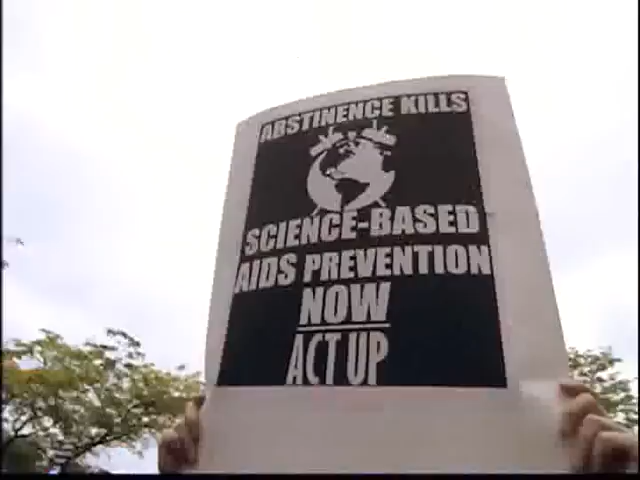 ABSTINENCE KILLS
SCIENCE-BASED
AIDS PREVENTION
NOW
ACT UP